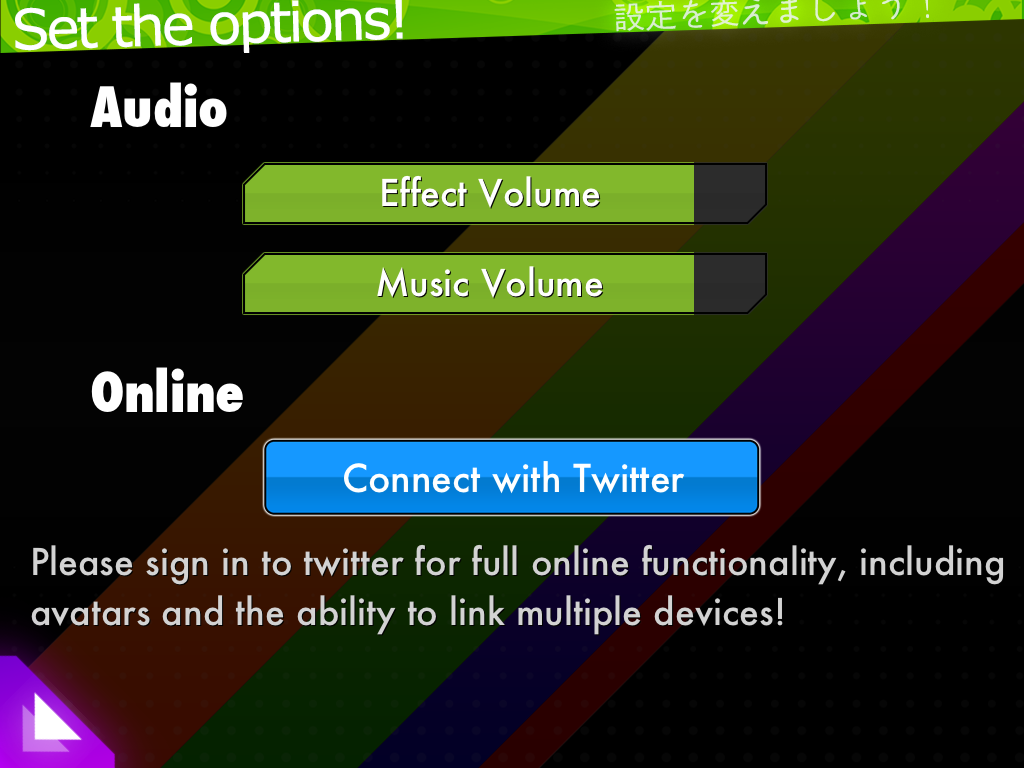 Set the options!
設定を変えましょう！
Audio
Effect Volume
Music Volume
Online
Connect with Twitter
Please sign in to twitter for full online functionality, including
avatars and the ability to link multiple devices!